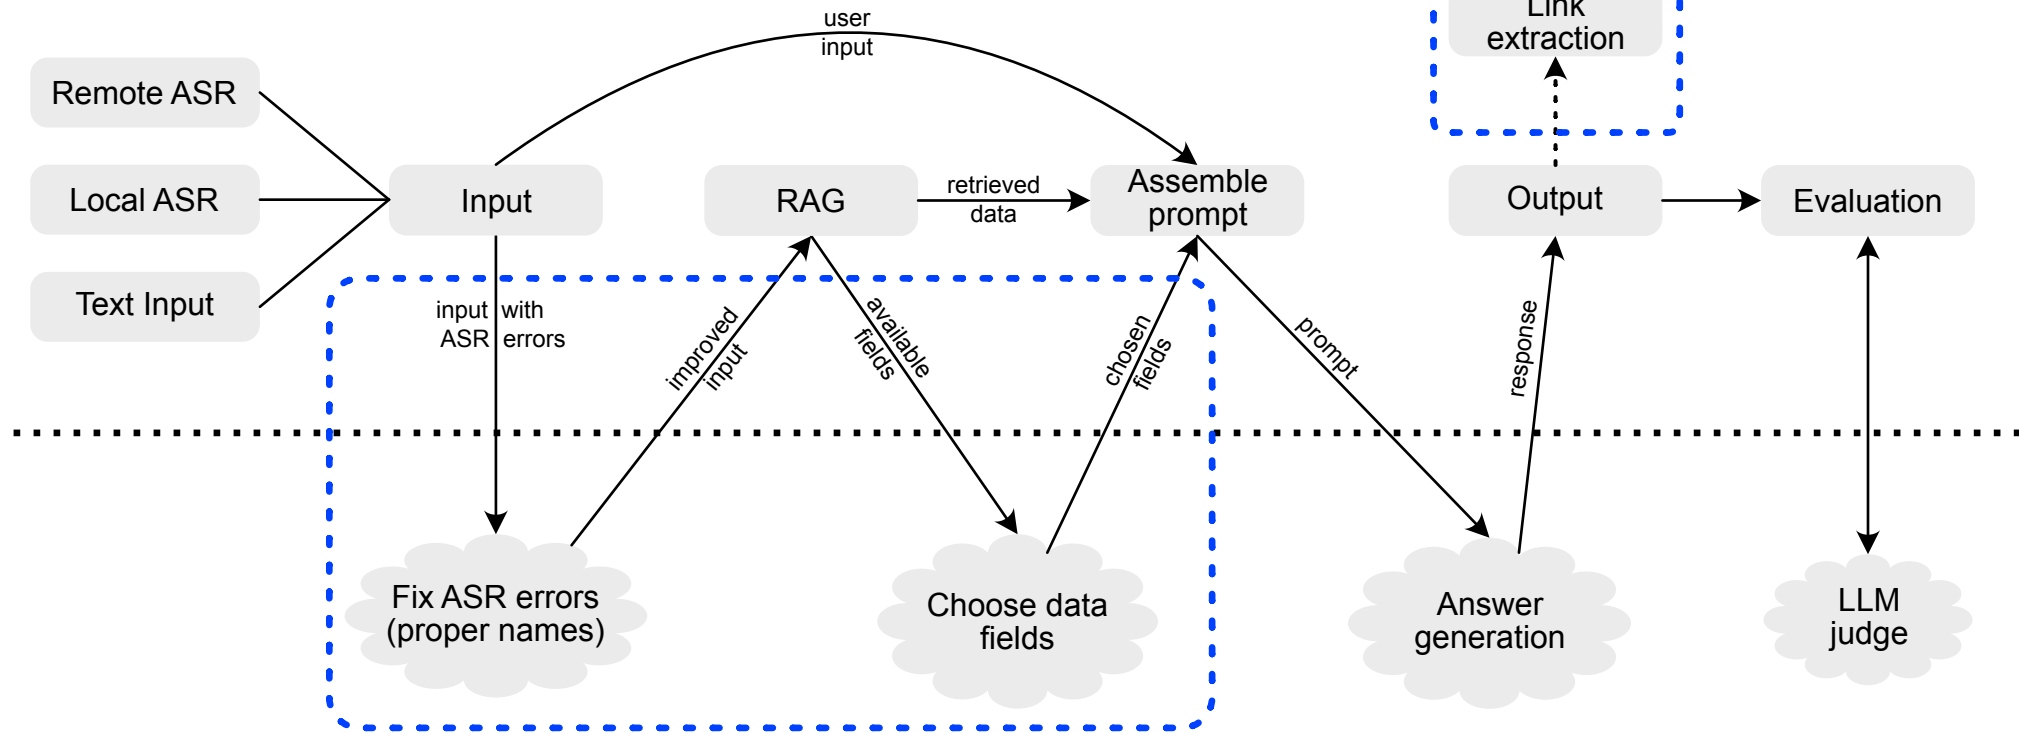 user
input
Link
extraction
Remote ASR
Local ASR
Text Input
Input
RAG
retrieved
data
Assemble
prompt
Output
Evaluation
input with
ASR errors
improved
input
available
fields
chosen
fields
prompt
response
Fix ASR errors
(proper names)
Choose data
fields
Answer
generation
LLM
judge